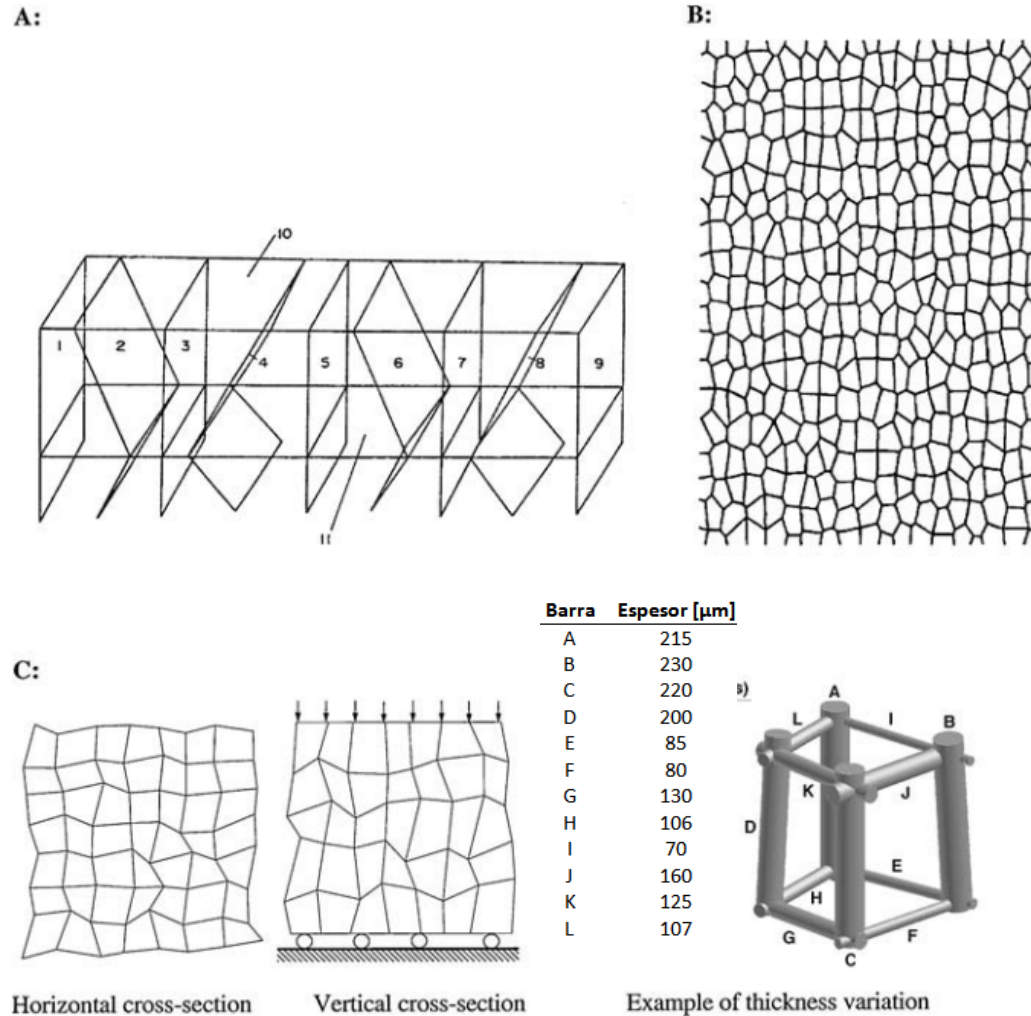 A:
B:
10
1 2 3 4 5 6 7 8 9
11
Barra Espesor [µm]
A 215
B 230
C 220
D 200
E 85
F 80
G 130
H 106
I 70
J 160
K 125
L 107
C:
s)
A
L I B
K J
D
E
H
G F
C
Horizontal cross-section Vertical cross-section Example of thickness variation